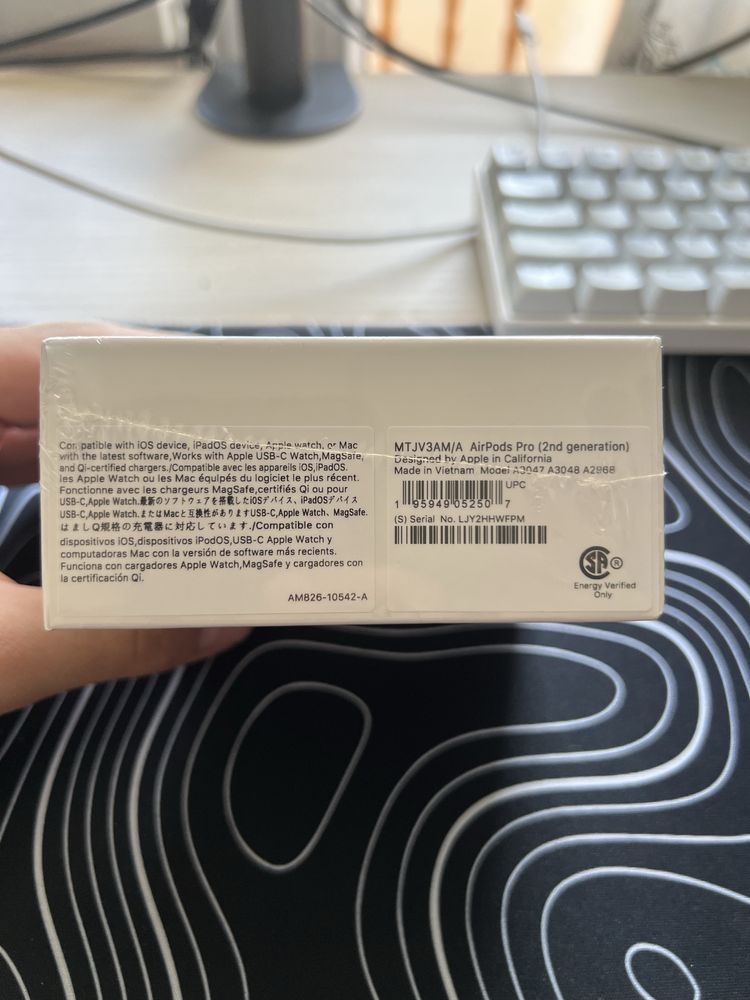 Compatible with iOS device, iPadOS device, Apple watch, or Mac
with the latest software,Works with Apple USB-C Watch,MagSafe,
and Qi-certified chargers./Compatible avec les appareils iOS,iPadOS.
les Apple Watch ou les Mac équipés du logiciel le plus récent.
Fonctionne avec les chargeurs MagSafe,certifiés Qi ou pour
USB-C,Apple Watch.最新のソフトウェアを搭載したiOSデバイス、iPadOSデバイス
USB-C,Apple Watch.またはMacと互換性がありますUSB-C,Apple Watch、MagSafe.
はましQ規格の充電器に対応しています./Compatible con
dispositivos iOS,dispositivos iPodOS,USB-C Apple Watch y
computadoras Mac con la versión de software más recientes.
Funciona con cargadores Apple Watch,MagSafe y cargadores con
la certificación Qi.
AM826-10542-A
MTJV3AM/A AirPods Pro (2nd generation)
Designed by Apple in California
Made in Vietnam Model A3047 A3048 A2968
UPC
1 95949 05250 7
(S) Serial No. LJY2HHWFPM
SA ®
Energy Verified
Only